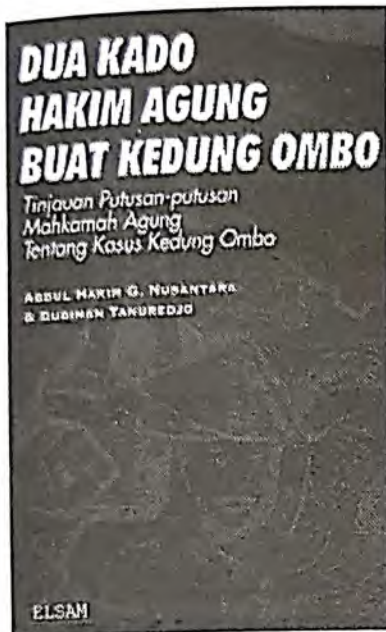 DUA KADO
HAKIM AGUNG
BUAT KEDUNG OMBO
Tinjauan Putusan-putusan
Mahkamah Agung
Tentang Kasus Kedung Ombo
ABDUL HAKIM G. NUSANTARA
& BUDIMAN TANUREDJO
ELSAM